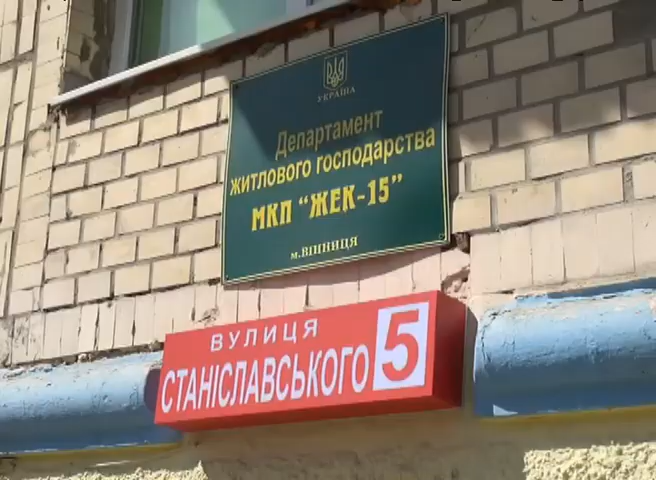 УКРАЇНА
Департамент
житлового господарства
МКП "ЖЕК-15"
м.ВІННИЦЯ
ВУЛИЦЯ
СТАНІСЛАВСЬКОГО 5